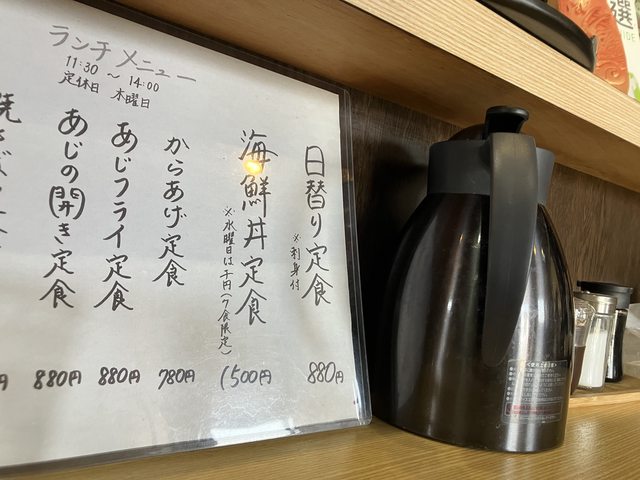 ランチメニュー
11:30 ～ 14:00
定休日 木曜日
日替り定食
※刺身付
880円
海鮮丼定食
※水曜日は千円(7食限定)
1500円
からあげ定食
780円
あじフライ定食
880円
あじの(開)き定食
880円
選